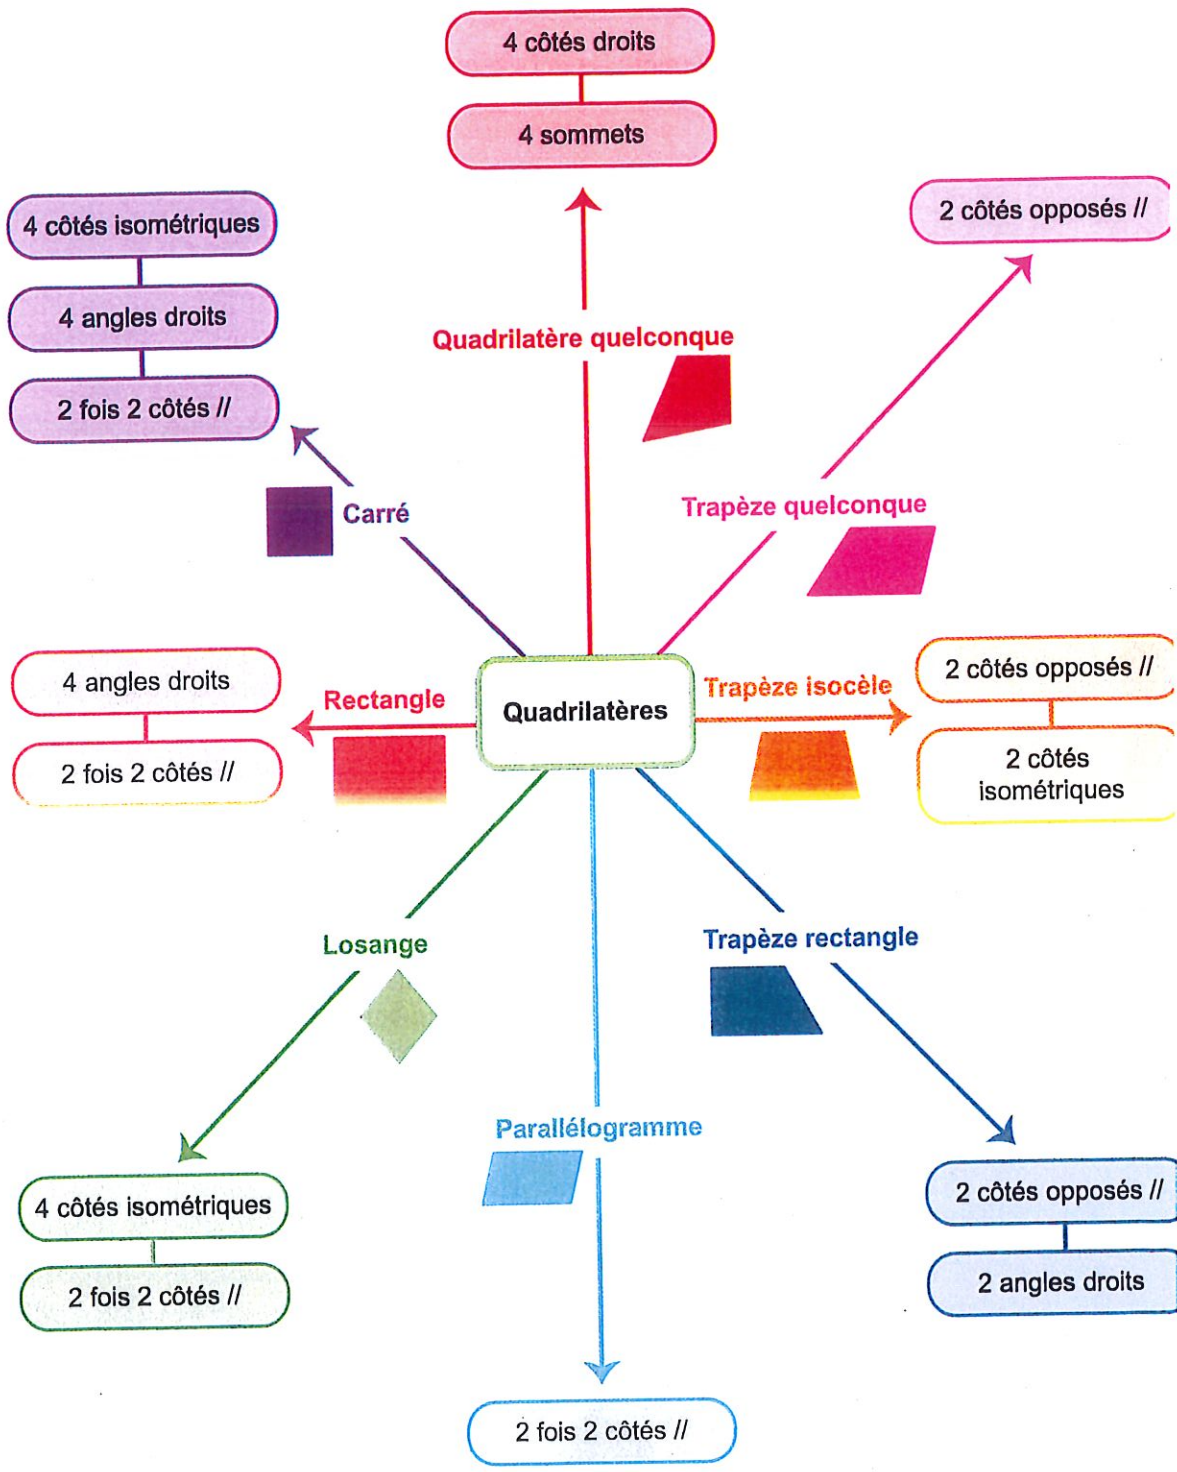 4 côtés droits
4 sommets
4 côtés isométriques
4 angles droits
2 fois 2 côtés //
2 côtés opposés //
Quadrilatère quelconque
Carré
Trapèze quelconque
4 angles droits
2 fois 2 côtés //
Rectangle
Quadrilatères
Trapèze isocèle
2 côtés opposés //
2 côtés
isométriques
Losange
Trapèze rectangle
Parallélogramme
4 côtés isométriques
2 fois 2 côtés //
2 côtés opposés //
2 angles droits
2 fois 2 côtés //